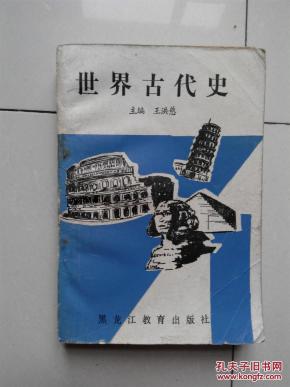 世界古代史
主编 王洪慈
黑龙江教育出版社
孔夫子旧书网